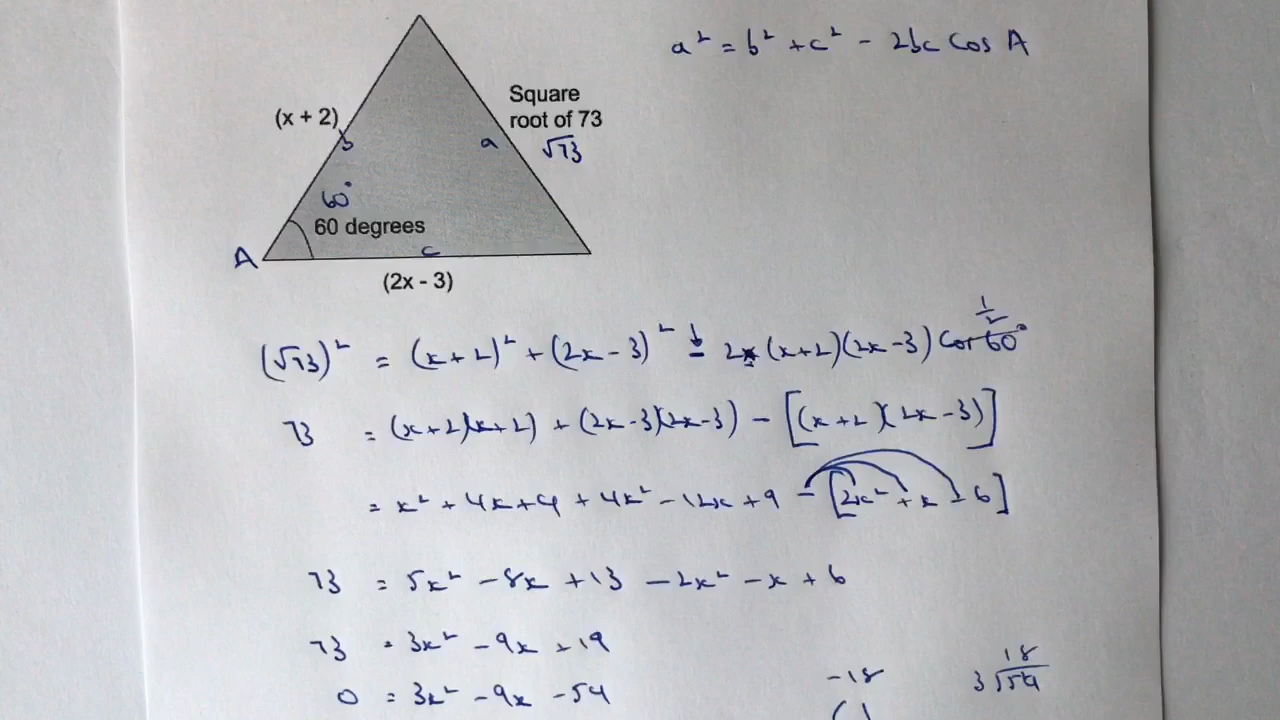 a² = b² + c² - 2bc Cos A
(x + 2)
b
Square
root of 73
a
√73
60°
60 degrees
A
c
(2x - 3)
(√73)² = (x+2)² + (2x-3)² - 2×(x+2)(2x-3) Cos 60°
1/2
73 = (x+2)(x+2) + (2x-3)(2x-3) - [(x+2)(2x-3)]
= x² + 4x + 4 + 4x² - 12x + 9 - [2x² + x - 6]
73 = 5x² - 8x + 13 - 2x² - x + 6
73 = 3x² - 9x + 19
0 = 3x² - 9x - 54
-18
18
3√54